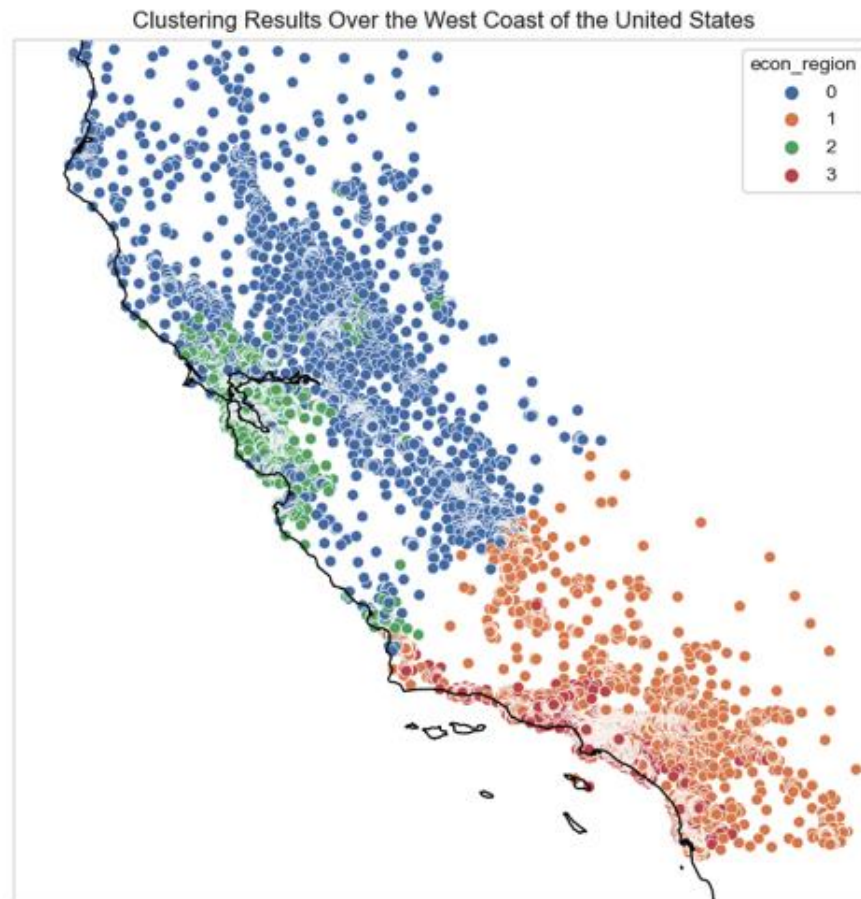 Clustering Results Over the West Coast of the United States
econ_region
0
1
2
3